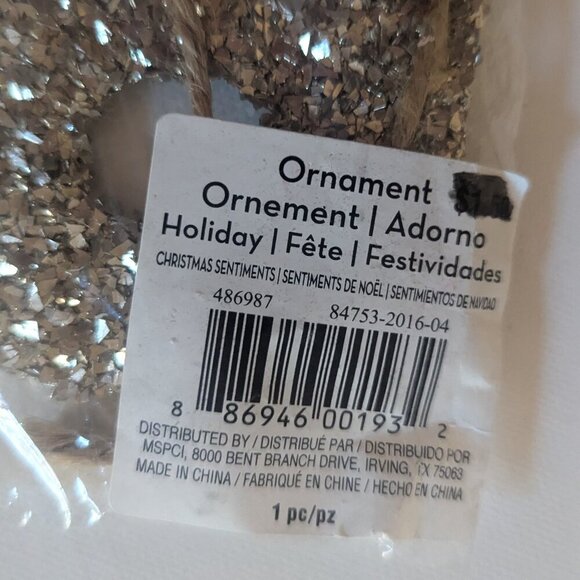 Ornament
Ornement | Adorno
Holiday | Fête | Festividades
CHRISTMAS SENTIMENTS | SENTIMENTS DE NOËL | SENTIMIENTOS DE NAVIDAD
486987 84753-2016-04
8 86946 00193 2
DISTRIBUTED BY / DISTRIBUÉ PAR / DISTRIBUIDO POR
MSPCI, 8000 BENT BRANCH DRIVE, IRVING, TX 75063
MADE IN CHINA / FABRIQUÉ EN CHINE / HECHO EN CHINA
1 pc/pz